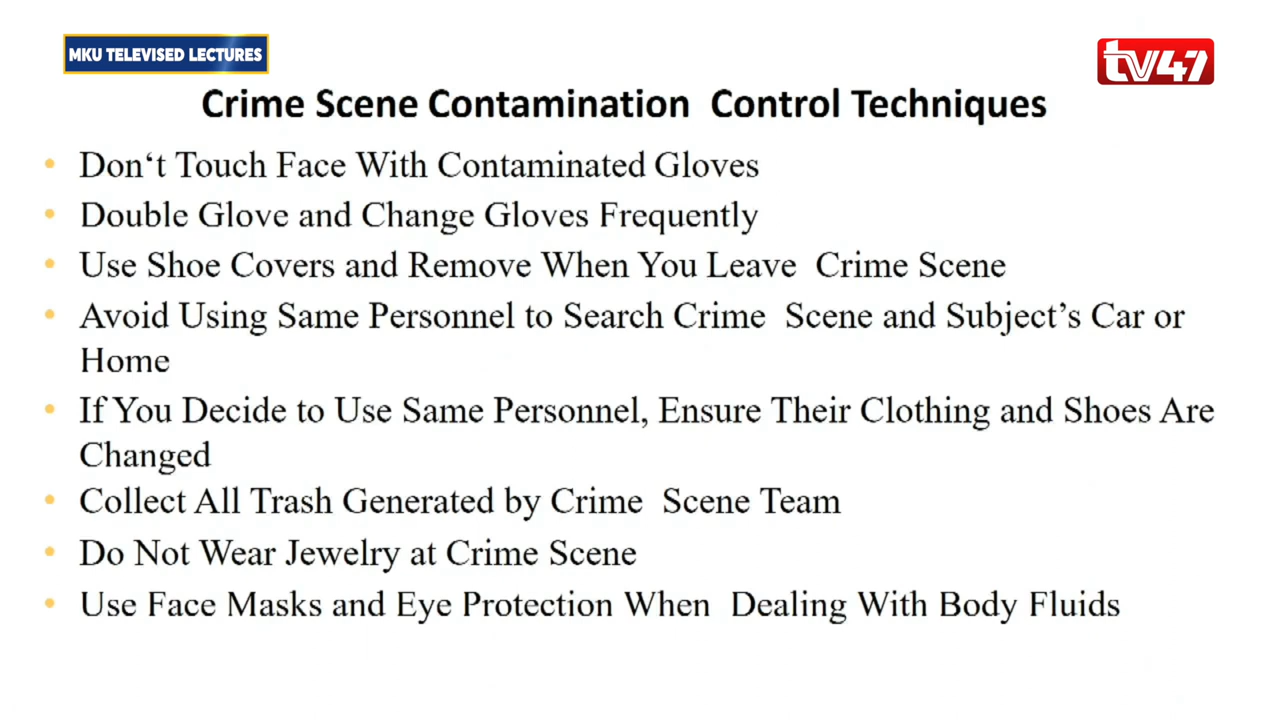 MKU TELEVISED LECTURES
tv47
Crime Scene Contamination Control Techniques
• Don‘t Touch Face With Contaminated Gloves
• Double Glove and Change Gloves Frequently
• Use Shoe Covers and Remove When You Leave Crime Scene
• Avoid Using Same Personnel to Search Crime Scene and Subject’s Car or
Home
• If You Decide to Use Same Personnel, Ensure Their Clothing and Shoes Are
Changed
• Collect All Trash Generated by Crime Scene Team
• Do Not Wear Jewelry at Crime Scene
• Use Face Masks and Eye Protection When Dealing With Body Fluids